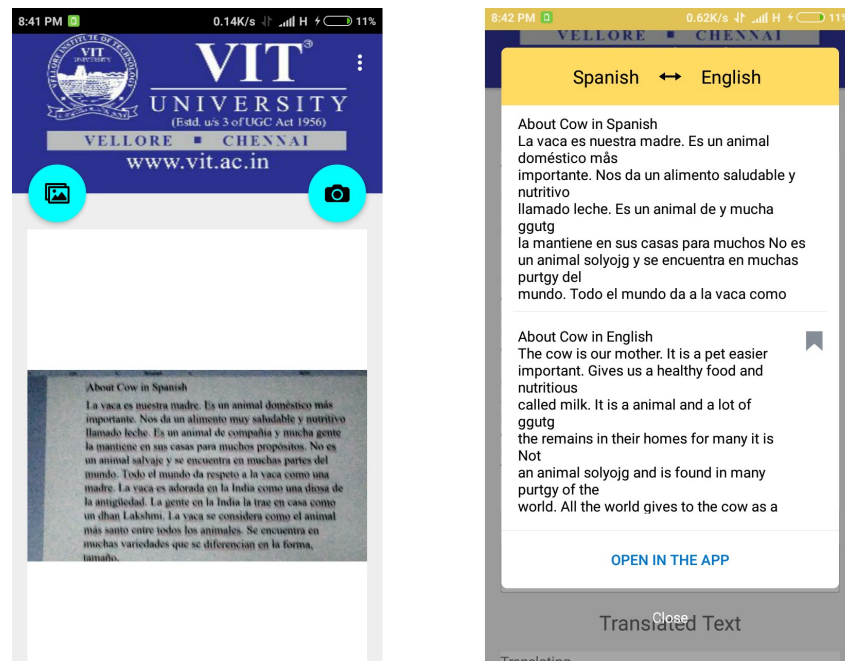 8:41 PM 0.14K/s H 11%
VELLORE INSTITUTE OF TECHNOLOGY
VIT
UNIVERSITY
VIT®
UNIVERSITY
(Estd. u/s 3 of UGC Act 1956)
VELLORE ▪ CHENNAI
www.vit.ac.in
About Cow in Spanish
La vaca es nuestra madre. Es un animal doméstico más
importante. Nos da un alimento muy saludable y nutritivo
llamado leche. Es un animal de compañía y mucha gente
la mantiene en sus casas para muchos propósitos. No es
un animal salvaje y se encuentra en muchas partes del
mundo. Todo el mundo da respeto a la vaca como una
madre. La vaca es adorada en la India como una diosa de
la antigüedad. La gente en la India la trae en casa como
un dhan Lakshmi. La vaca se considera como el animal
más santo entre todos los animales. Se encuentra en
muchas variedades que se diferencian en la forma,
tamaño.
8:42 PM 0.62K/s H 11%
VELLORE ▪ CHENNAI
Spanish ↔ English
About Cow in Spanish
La vaca es nuestra madre. Es un animal
doméstico mås
importante. Nos da un alimento saludable y
nutritivo
llamado leche. Es un animal de y mucha
ggutg
la mantiene en sus casas para muchos No es
un animal solyojg y se encuentra en muchas
purtgy del
mundo. Todo el mundo da a la vaca como
About Cow in English
The cow is our mother. It is a pet easier
important. Gives us a healthy food and
nutritious
called milk. It is a animal and a lot of
ggutg
the remains in their homes for many it is
Not
an animal solyojg and is found in many
purtgy of the
world. All the world gives to the cow as a
OPEN IN THE APP
Close
Translated Text
Translating